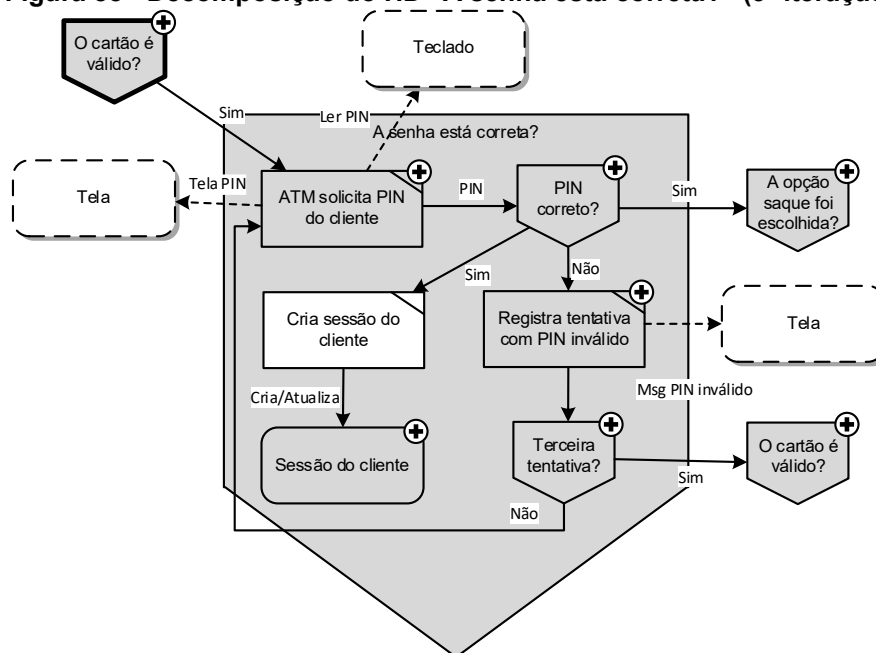 O cartão é
válido?
Teclado
Sim
Ler PIN
A senha está correta?
Tela
Tela PIN
ATM solicita PIN
do cliente
PIN
PIN
correto?
Sim
A opção
saque foi
escolhida?
Sim
Não
Cria sessão do
cliente
Registra tentativa
com PIN inválido
Tela
Cria/Atualiza
Msg PIN inválido
Sessão do cliente
Terceira
tentativa?
Sim
O cartão é
válido?
Não